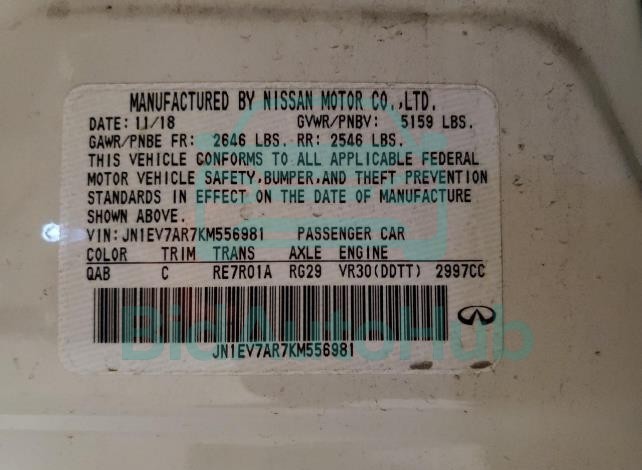 MANUFACTURED BY NISSAN MOTOR CO.,LTD.
DATE: 11/18 GVWR/PNBV: 5159 LBS.
GAWR/PNBE FR: 2646 LBS. RR: 2546 LBS.
THIS VEHICLE CONFORMS TO ALL APPLICABLE FEDERAL
MOTOR VEHICLE SAFETY,BUMPER,AND THEFT PREVENTION
STANDARDS IN EFFECT ON THE DATE OF MANUFACTURE
SHOWN ABOVE.
VIN:JN1EV7AR7KM556981 PASSENGER CAR
COLOR TRIM TRANS AXLE ENGINE
QAB C RE7R01A RG29 VR30(DDTT) 2997CC
BidAutoHub
JN1EV7AR7KM556981